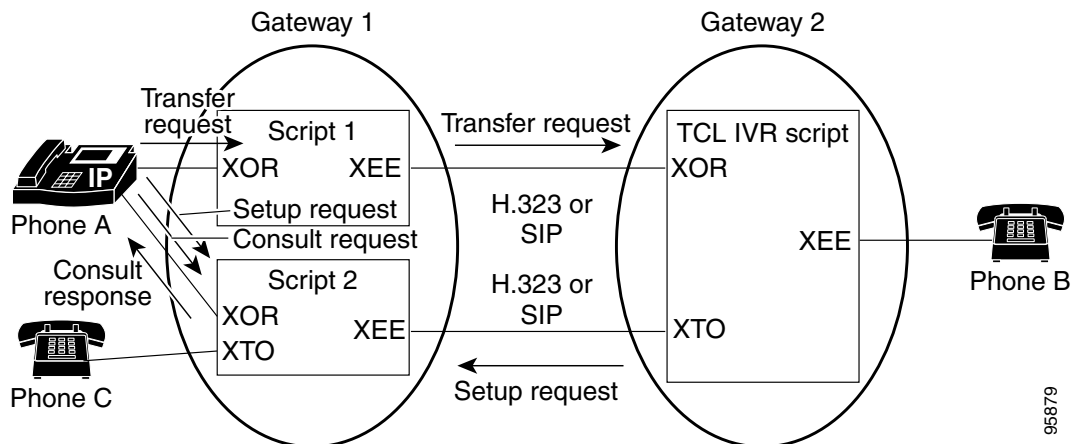 Gateway 1
Gateway 2
Transfer
request
Script 1
XOR
XEE
Transfer request
TCL IVR script
XOR
IP
Phone A
Setup request
Consult request
H.323 or
SIP
XEE
Phone B
Consult
response
Script 2
XOR
XEE
XTO
H.323 or
SIP
XTO
Phone C
Setup request
95879